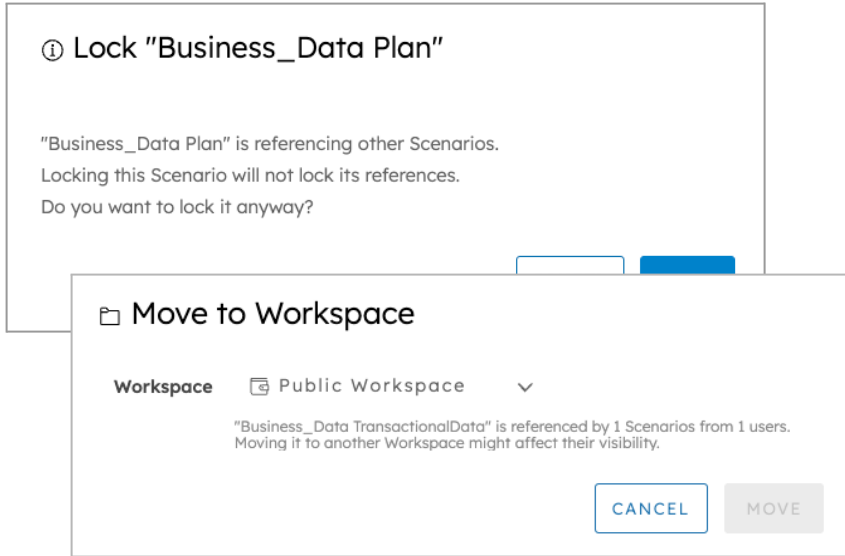 Lock "Business_Data Plan"
"Business_Data Plan" is referencing other Scenarios.
Locking this Scenario will not lock its references.
Do you want to lock it anyway?
Move to Workspace
Workspace Public Workspace
"Business_Data TransactionalData" is referenced by 1 Scenarios from 1 users.
Moving it to another Workspace might affect their visibility.
CANCEL MOVE